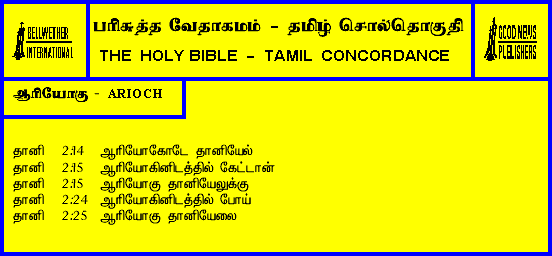 BELLWETHER
INTERNATIONAL
பரிசுத்த வேதாகமம் - தமிழ் சொல்தொகுதி
THE HOLY BIBLE - TAMIL CONCORDANCE
GOOD NEWS
PUBLISHERS
ஆரியோகு - ARIOCH
தானி 2:14 ஆரியோகோடே தானியேல்
தானி 2:15 ஆரியோகினிடத்தில் கேட்டான்
தானி 2:15 ஆரியோகு தானியேலுக்கு
தானி 2:24 ஆரியோகினிடத்தில் போய்
தானி 2:25 ஆரியோகு தானியேலை